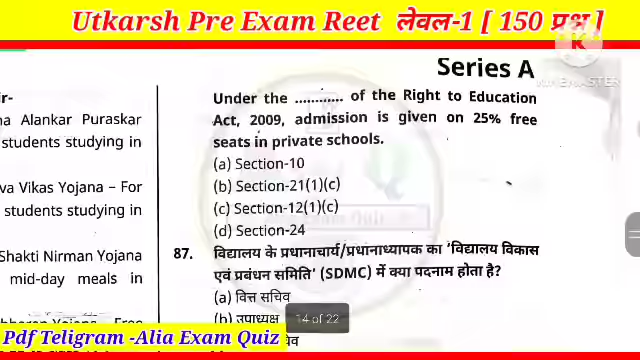 Utkarsh Pre Exam Reet लेवल-1 [ 150 प्रश्न ]
KINEMASTER
Series A
ir-
na Alankar Puraskar
students studying in
va Vikas Yojana – For
students studying in
Shakti Nirman Yojana
mid-day meals in
Under the ............ of the Right to Education
Act, 2009, admission is given on 25% free
seats in private schools.
(a) Section-10
(b) Section-21(1)(c)
(c) Section-12(1)(c)
(d) Section-24
87. विद्यालय के प्रधानाचार्य/प्रधानाध्यापक का 'विद्यालय विकास
एवं प्रबंधन समिति' (SDMC) में क्या पदनाम होता है?
(a) वित्त सचिव
(b) उपाध्यक्ष
14 of 22
Pdf Teligram -Alia Exam Quiz